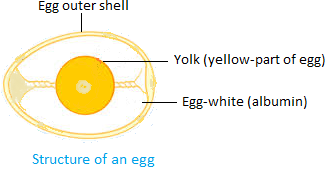 Egg outer shell
Yolk (yellow-part of egg)
Egg-white (albumin)
Structure of an egg